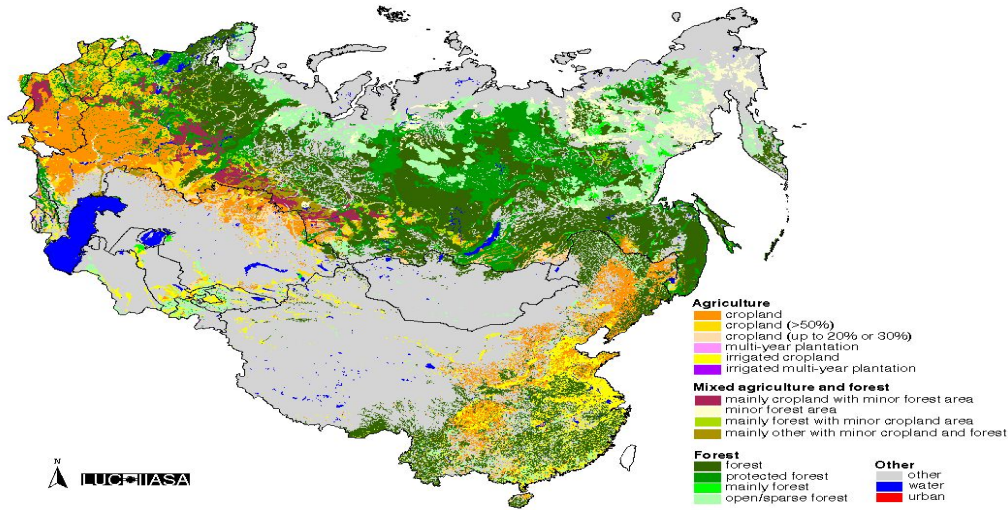 Agriculture
cropland
cropland (>50%)
cropland (up to 20% or 30%)
multi-year plantation
irrigated cropland
irrigated multi-year plantation
Mixed agriculture and forest
mainly cropland with minor forest area
minor forest area
mainly forest with minor cropland area
mainly other with minor cropland and forest
Forest
forest
protected forest
mainly forest
open/sparse forest
Other
other
water
urban
N
LUC IIASA